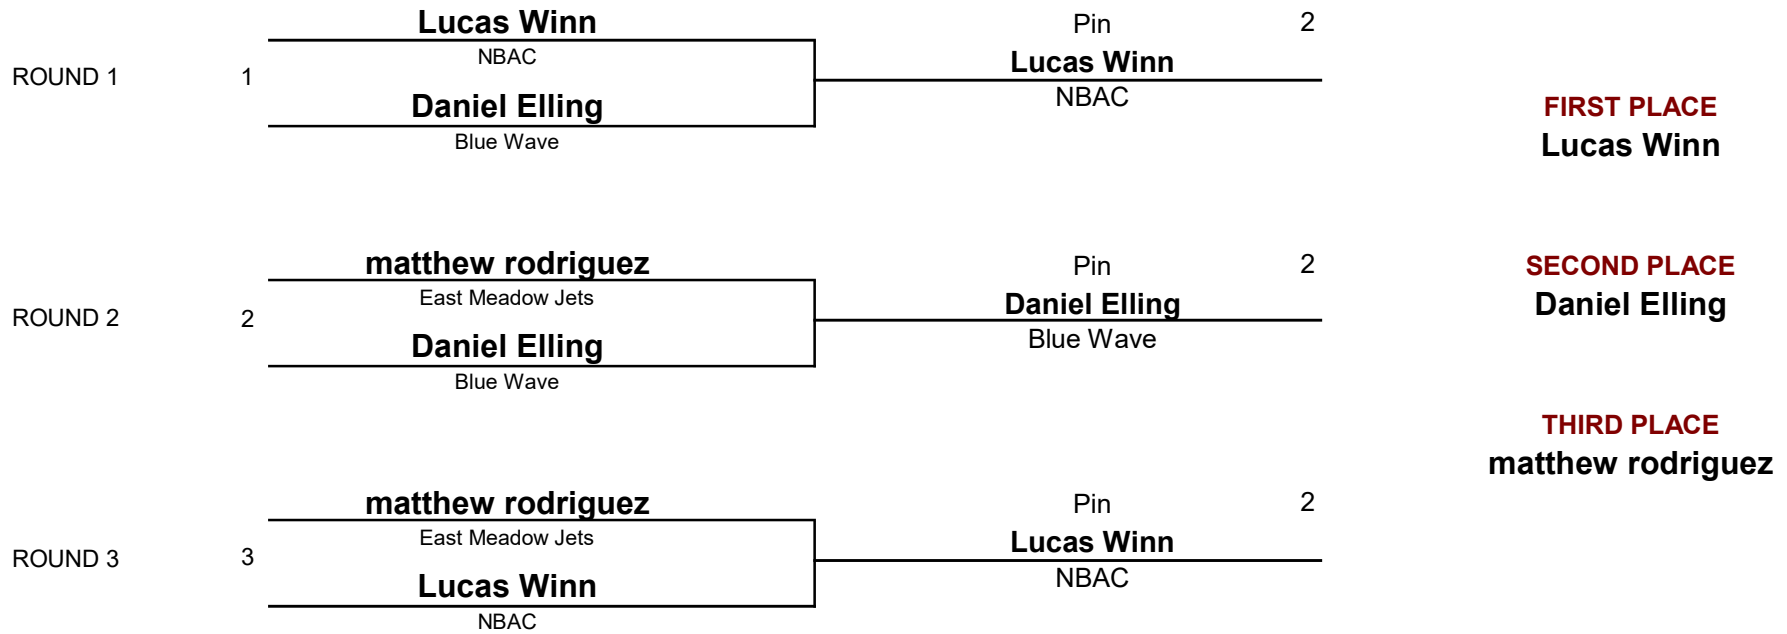 Lucas Winn
NBAC
ROUND 1
1
Daniel Elling
Blue Wave
Pin
2
Lucas Winn
NBAC
FIRST PLACE
Lucas Winn
matthew rodriguez
East Meadow Jets
ROUND 2
2
Daniel Elling
Blue Wave
Pin
2
Daniel Elling
Blue Wave
SECOND PLACE
Daniel Elling
THIRD PLACE
matthew rodriguez
matthew rodriguez
East Meadow Jets
ROUND 3
3
Lucas Winn
NBAC
Pin
2
Lucas Winn
NBAC